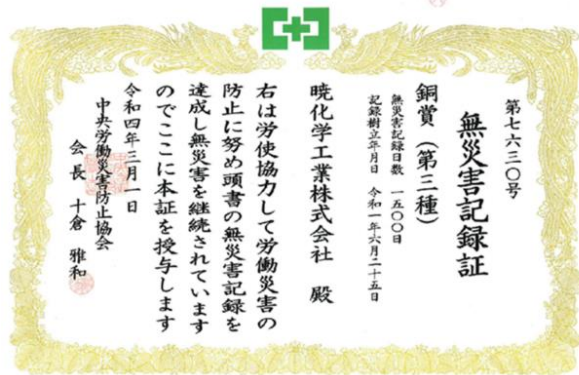 第七六三〇号
無災害記録証
銅賞（第三種）
無災害記録日数　一五〇〇日
記録樹立年月日　令和一年六月二十五日
暁化学工業株式会社　殿
右は労使協力して労働災害の
防止に努め頭書の無災害記録を
達成し無災害を継続されています
のでここに本証を授与します
令和四年三月一日
中央労働災害防止協会
会長　十倉　雅和